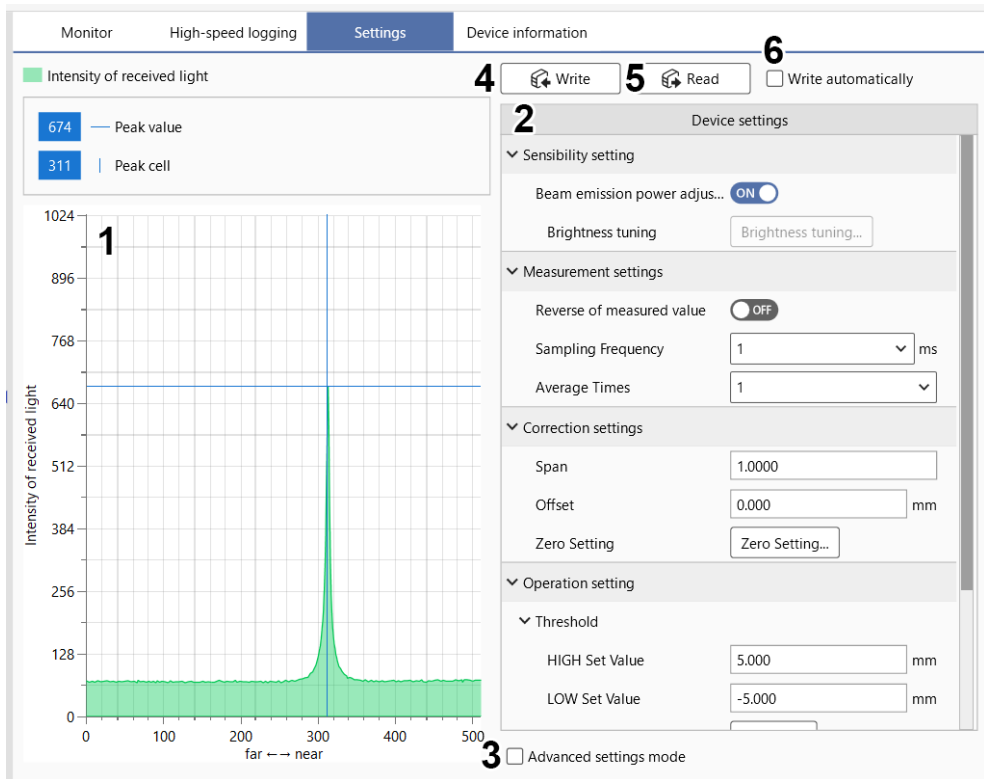 Monitor High-speed logging Settings Device information
Intensity of received light
674 Peak value
311 Peak cell
1
1024
896
768
640
512
384
256
128
0
Intensity of received light
0 100 200 300 400 500
far ←→ near
4 Write 5 Read 6 Write automatically
2 Device settings
Sensibility setting
Beam emission power adjus... ON
Brightness tuning Brightness tuning...
Measurement settings
Reverse of measured value OFF
Sampling Frequency 1 ms
Average Times 1
Correction settings
Span 1.0000
Offset 0.000 mm
Zero Setting Zero Setting...
Operation setting
Threshold
HIGH Set Value 5.000 mm
LOW Set Value -5.000 mm
3 Advanced settings mode